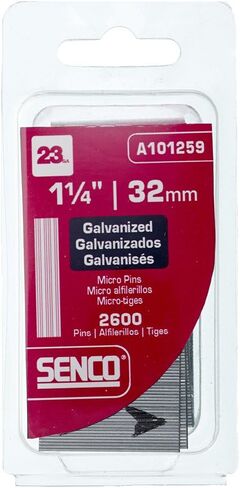 23GA.
A101259
1¼" | 32mm
Galvanized
Galvanizados
Galvanisés
Micro Pins
Micro alfilerillos
Micro-tiges
2600
Pins | Alfilerillos | Tiges
SENCO®